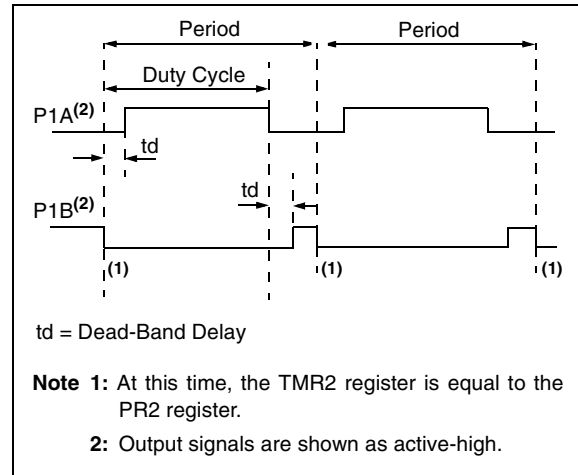 Period Period
Duty Cycle
P1A(2)
td
td
P1B(2)
(1) (1) (1)
td = Dead-Band Delay
Note 1: At this time, the TMR2 register is equal to the
PR2 register.
2: Output signals are shown as active-high.